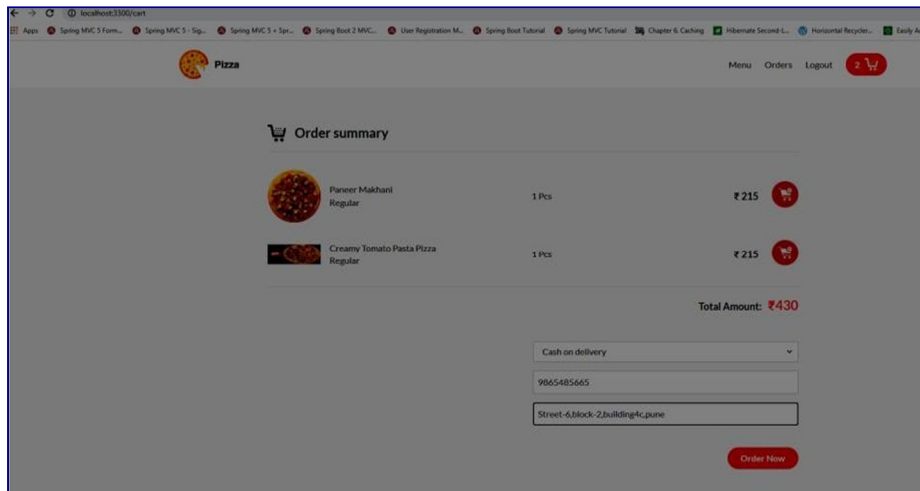 localhost:3300/cart
Apps Spring MVC 5 Form... Spring MVC 5 - Sig... Spring MVC 5 + Spr... Spring Boot 2 MVC... User Registration M... Spring Boot Tutorial Spring MVC Tutorial Chapter 6. Caching Hibernate Second-L... Horizontal Recycler... Easily A
Pizza Menu Orders Logout 2
Order summary
Paneer Makhani
Regular
1 Pcs ₹ 215
Creamy Tomato Pasta Pizza
Regular
1 Pcs ₹ 215
Total Amount: ₹430
Cash on delivery
9865485665
Street-6,block-2,building4c,pune
Order Now